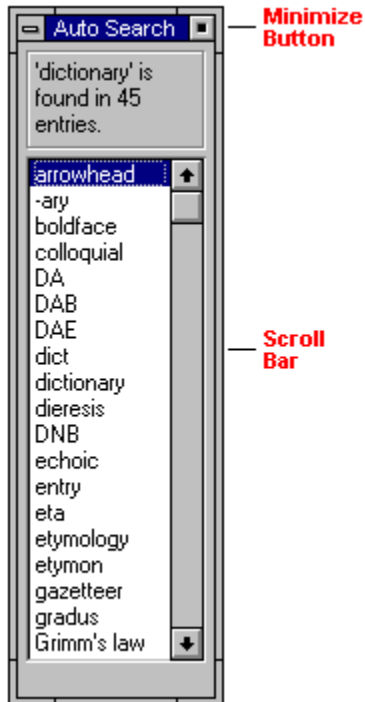 Auto Search
Minimize
Button
'dictionary' is
found in 45
entries.
arrowhead
-ary
boldface
colloquial
DA
DAB
DAE
dict
dictionary
dieresis
DNB
echoic
entry
eta
etymology
etymon
gazetteer
gradus
Grimm's law
Scroll
Bar